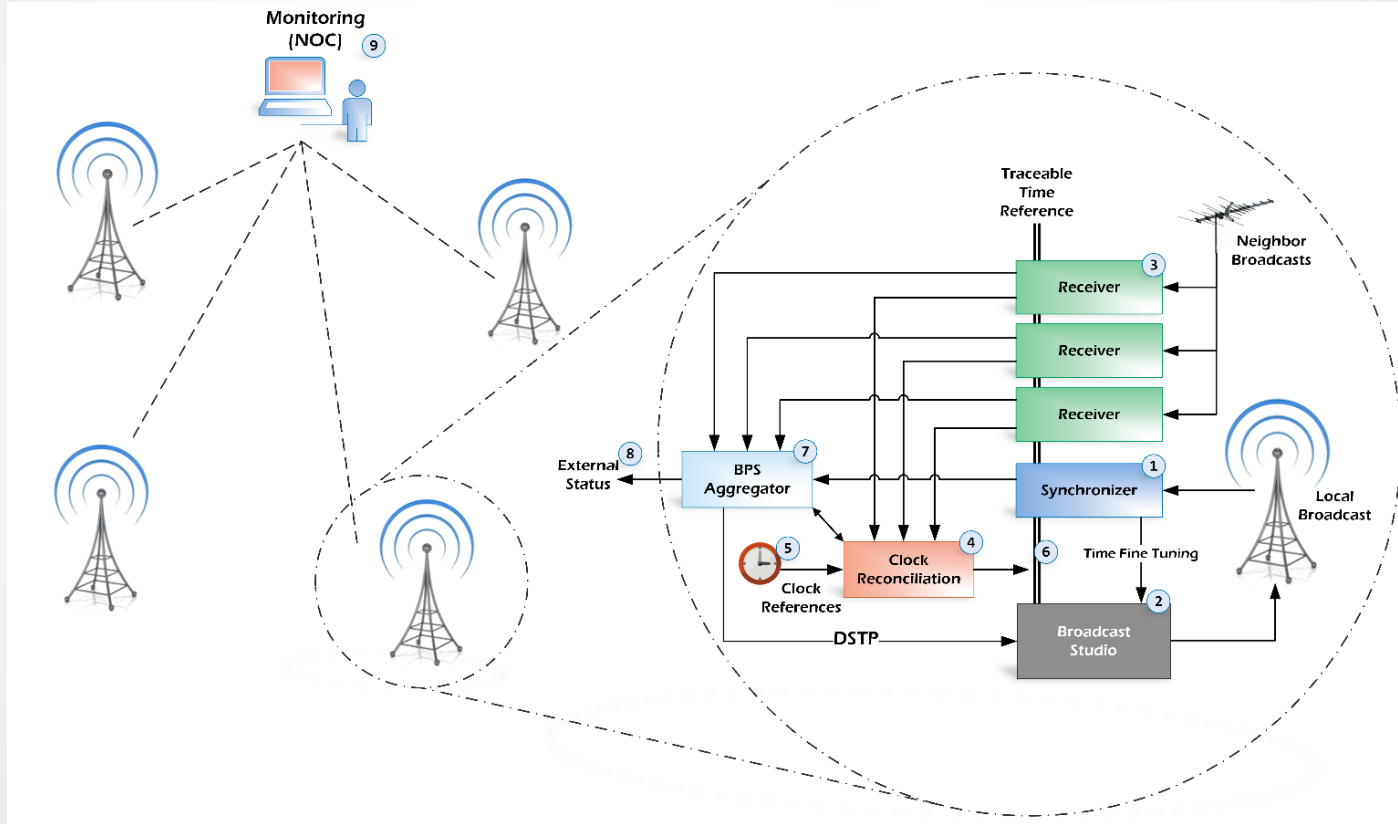 Monitoring
(NOC)
9
Traceable
Time
Reference
Neighbor
Broadcasts
3
Receiver
Receiver
Receiver
External
Status
8
7
BPS
Aggregator
1
Synchronizer
Local
Broadcast
5
Clock
References
4
Clock
Reconciliation
6
Time Fine Tuning
2
DSTP
Broadcast
Studio